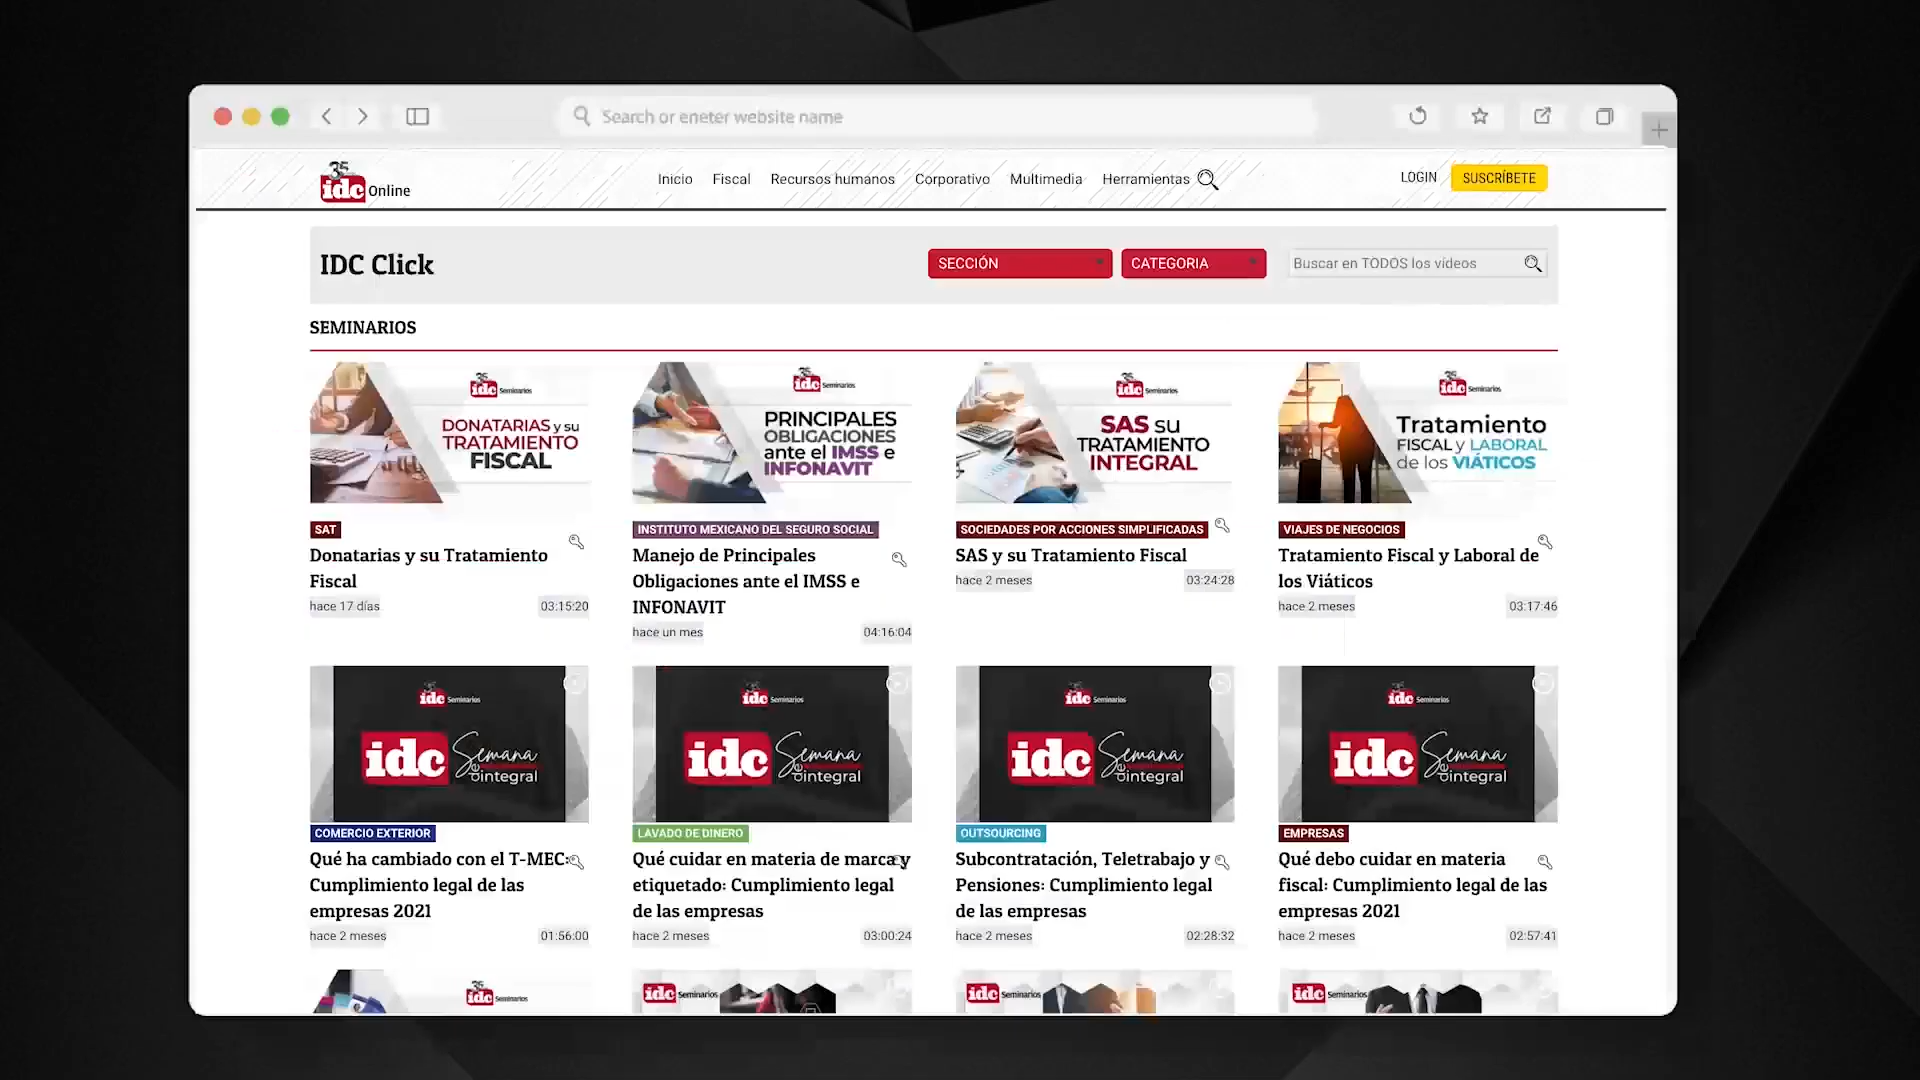 Search or eneter website name
35
idc Online
Inicio Fiscal Recursos humanos Corporativo Multimedia Herramientas
LOGIN SUSCRÍBETE
IDC Click
SECCIÓN CATEGORIA Buscar en TODOS los vídeos
SEMINARIOS
35
idc Seminarios
DONATARIAS y su
TRATAMIENTO
FISCAL
35
idc Seminarios
PRINCIPALES
OBLIGACIONES
ante el IMSS e
INFONAVIT
35
idc Seminarios
SAS su
TRATAMIENTO
INTEGRAL
35
idc Seminarios
Tratamiento
FISCAL y LABORAL
de los VIÁTICOS
SAT
Donatarias y su Tratamiento
Fiscal
hace 17 días 03:15:20
INSTITUTO MEXICANO DEL SEGURO SOCIAL
Manejo de Principales
Obligaciones ante el IMSS e
INFONAVIT
hace un mes 04:16:04
SOCIEDADES POR ACCIONES SIMPLIFICADAS
SAS y su Tratamiento Fiscal
hace 2 meses 03:24:28
VIAJES DE NEGOCIOS
Tratamiento Fiscal y Laboral de
los Viáticos
hace 2 meses 03:17:46
idc Seminarios
idc Semana
integral
idc Seminarios
idc Semana
integral
idc Seminarios
idc Semana
integral
idc Seminarios
idc Semana
integral
COMERCIO EXTERIOR
Qué ha cambiado con el T-MEC:
Cumplimiento legal de las
empresas 2021
hace 2 meses 01:56:00
LAVADO DE DINERO
Qué cuidar en materia de marca y
etiquetado: Cumplimiento legal
de las empresas
hace 2 meses 03:00:24
OUTSOURCING
Subcontratación, Teletrabajo y
Pensiones: Cumplimiento legal
de las empresas
hace 2 meses 02:28:32
EMPRESAS
Qué debo cuidar en materia
fiscal: Cumplimiento legal de las
empresas 2021
hace 2 meses 02:57:41
35
idc Seminarios
idc Seminarios
idc Seminarios
idc Seminarios